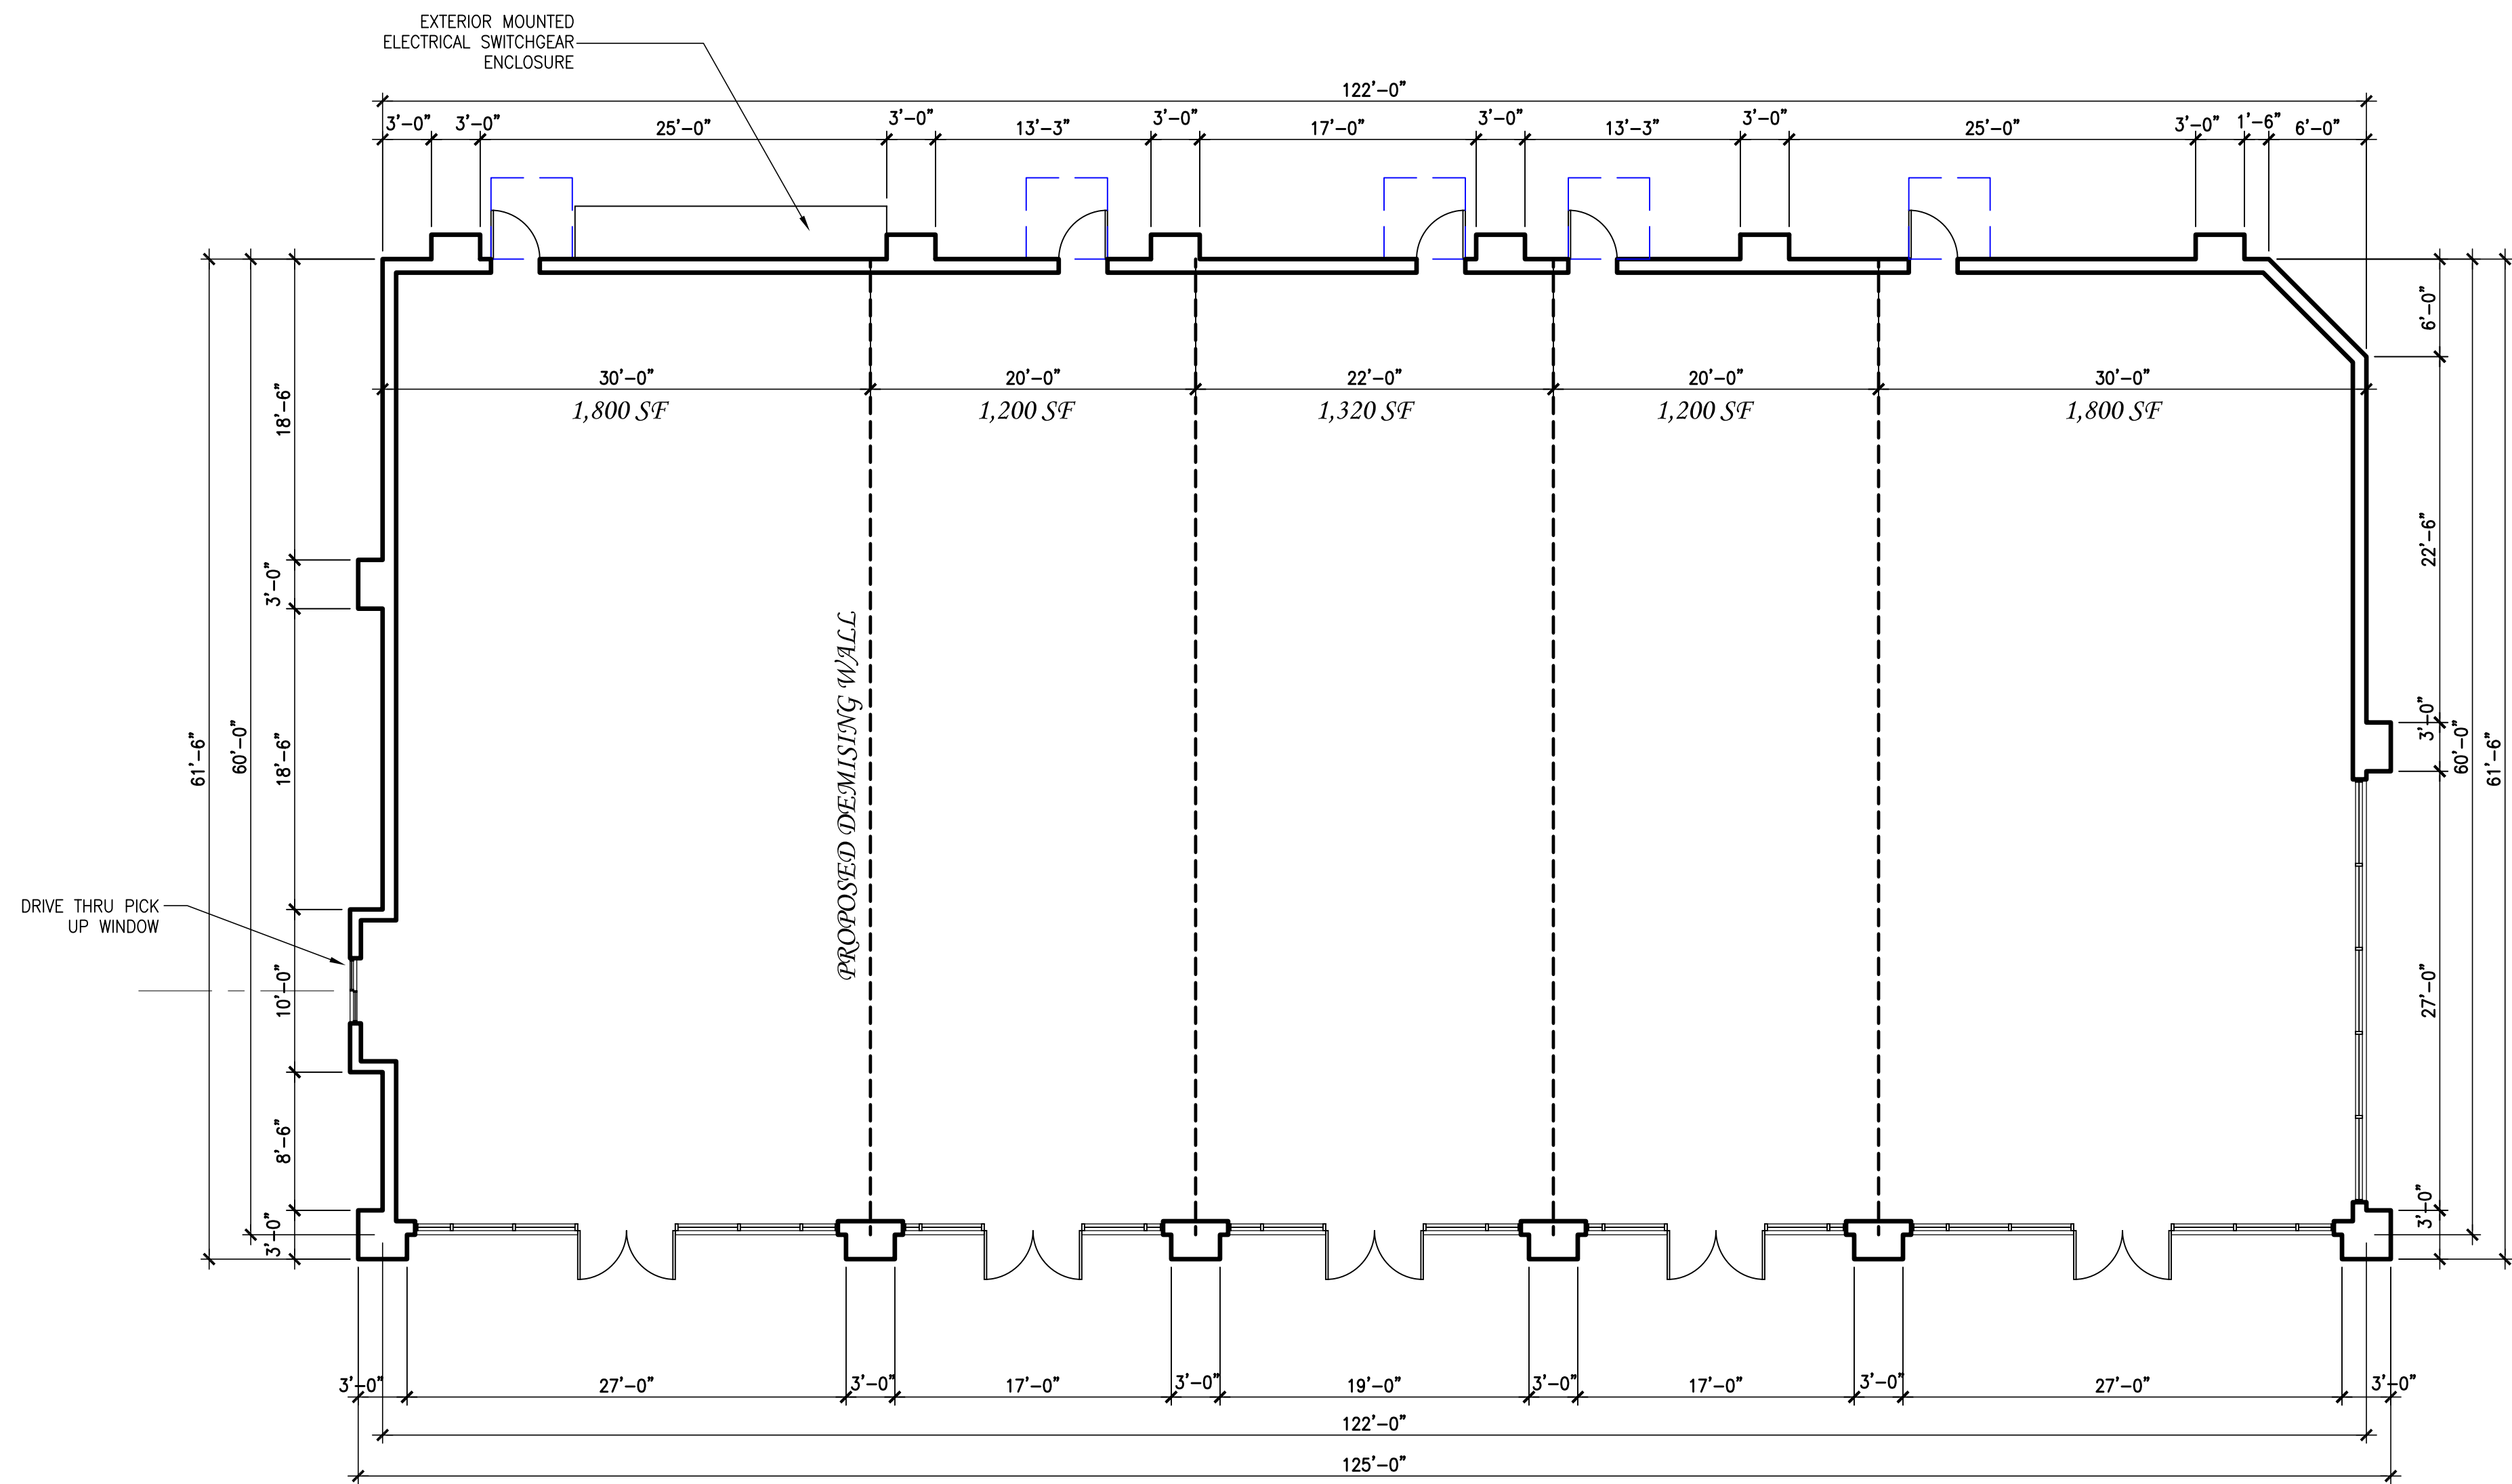 EXTERIOR MOUNTED
ELECTRICAL SWITCHGEAR
ENCLOSURE
122'-0"
3'-0" 3'-0" 25'-0" 3'-0" 13'-3" 3'-0" 17'-0" 3'-0" 13'-3" 3'-0" 25'-0" 3'-0" 1'-6" 6'-0"
6'-0"
30'-0" 20'-0" 22'-0" 20'-0" 30'-0"
1,800 SF 1,200 SF 1,320 SF 1,200 SF 1,800 SF
18'-6"
22'-6"
3'-0"
PROPOSED DEMISING WALL
61'-6"
60'-0"
18'-6"
3'-0"
60'-0"
61'-6"
DRIVE THRU PICK
UP WINDOW
10'-0"
27'-0"
8'-6"
3'-0"
3'-0"
3'-0" 27'-0" 3'-0" 17'-0" 3'-0" 19'-0" 3'-0" 17'-0" 3'-0" 27'-0" 3'-0"
122'-0"
125'-0"